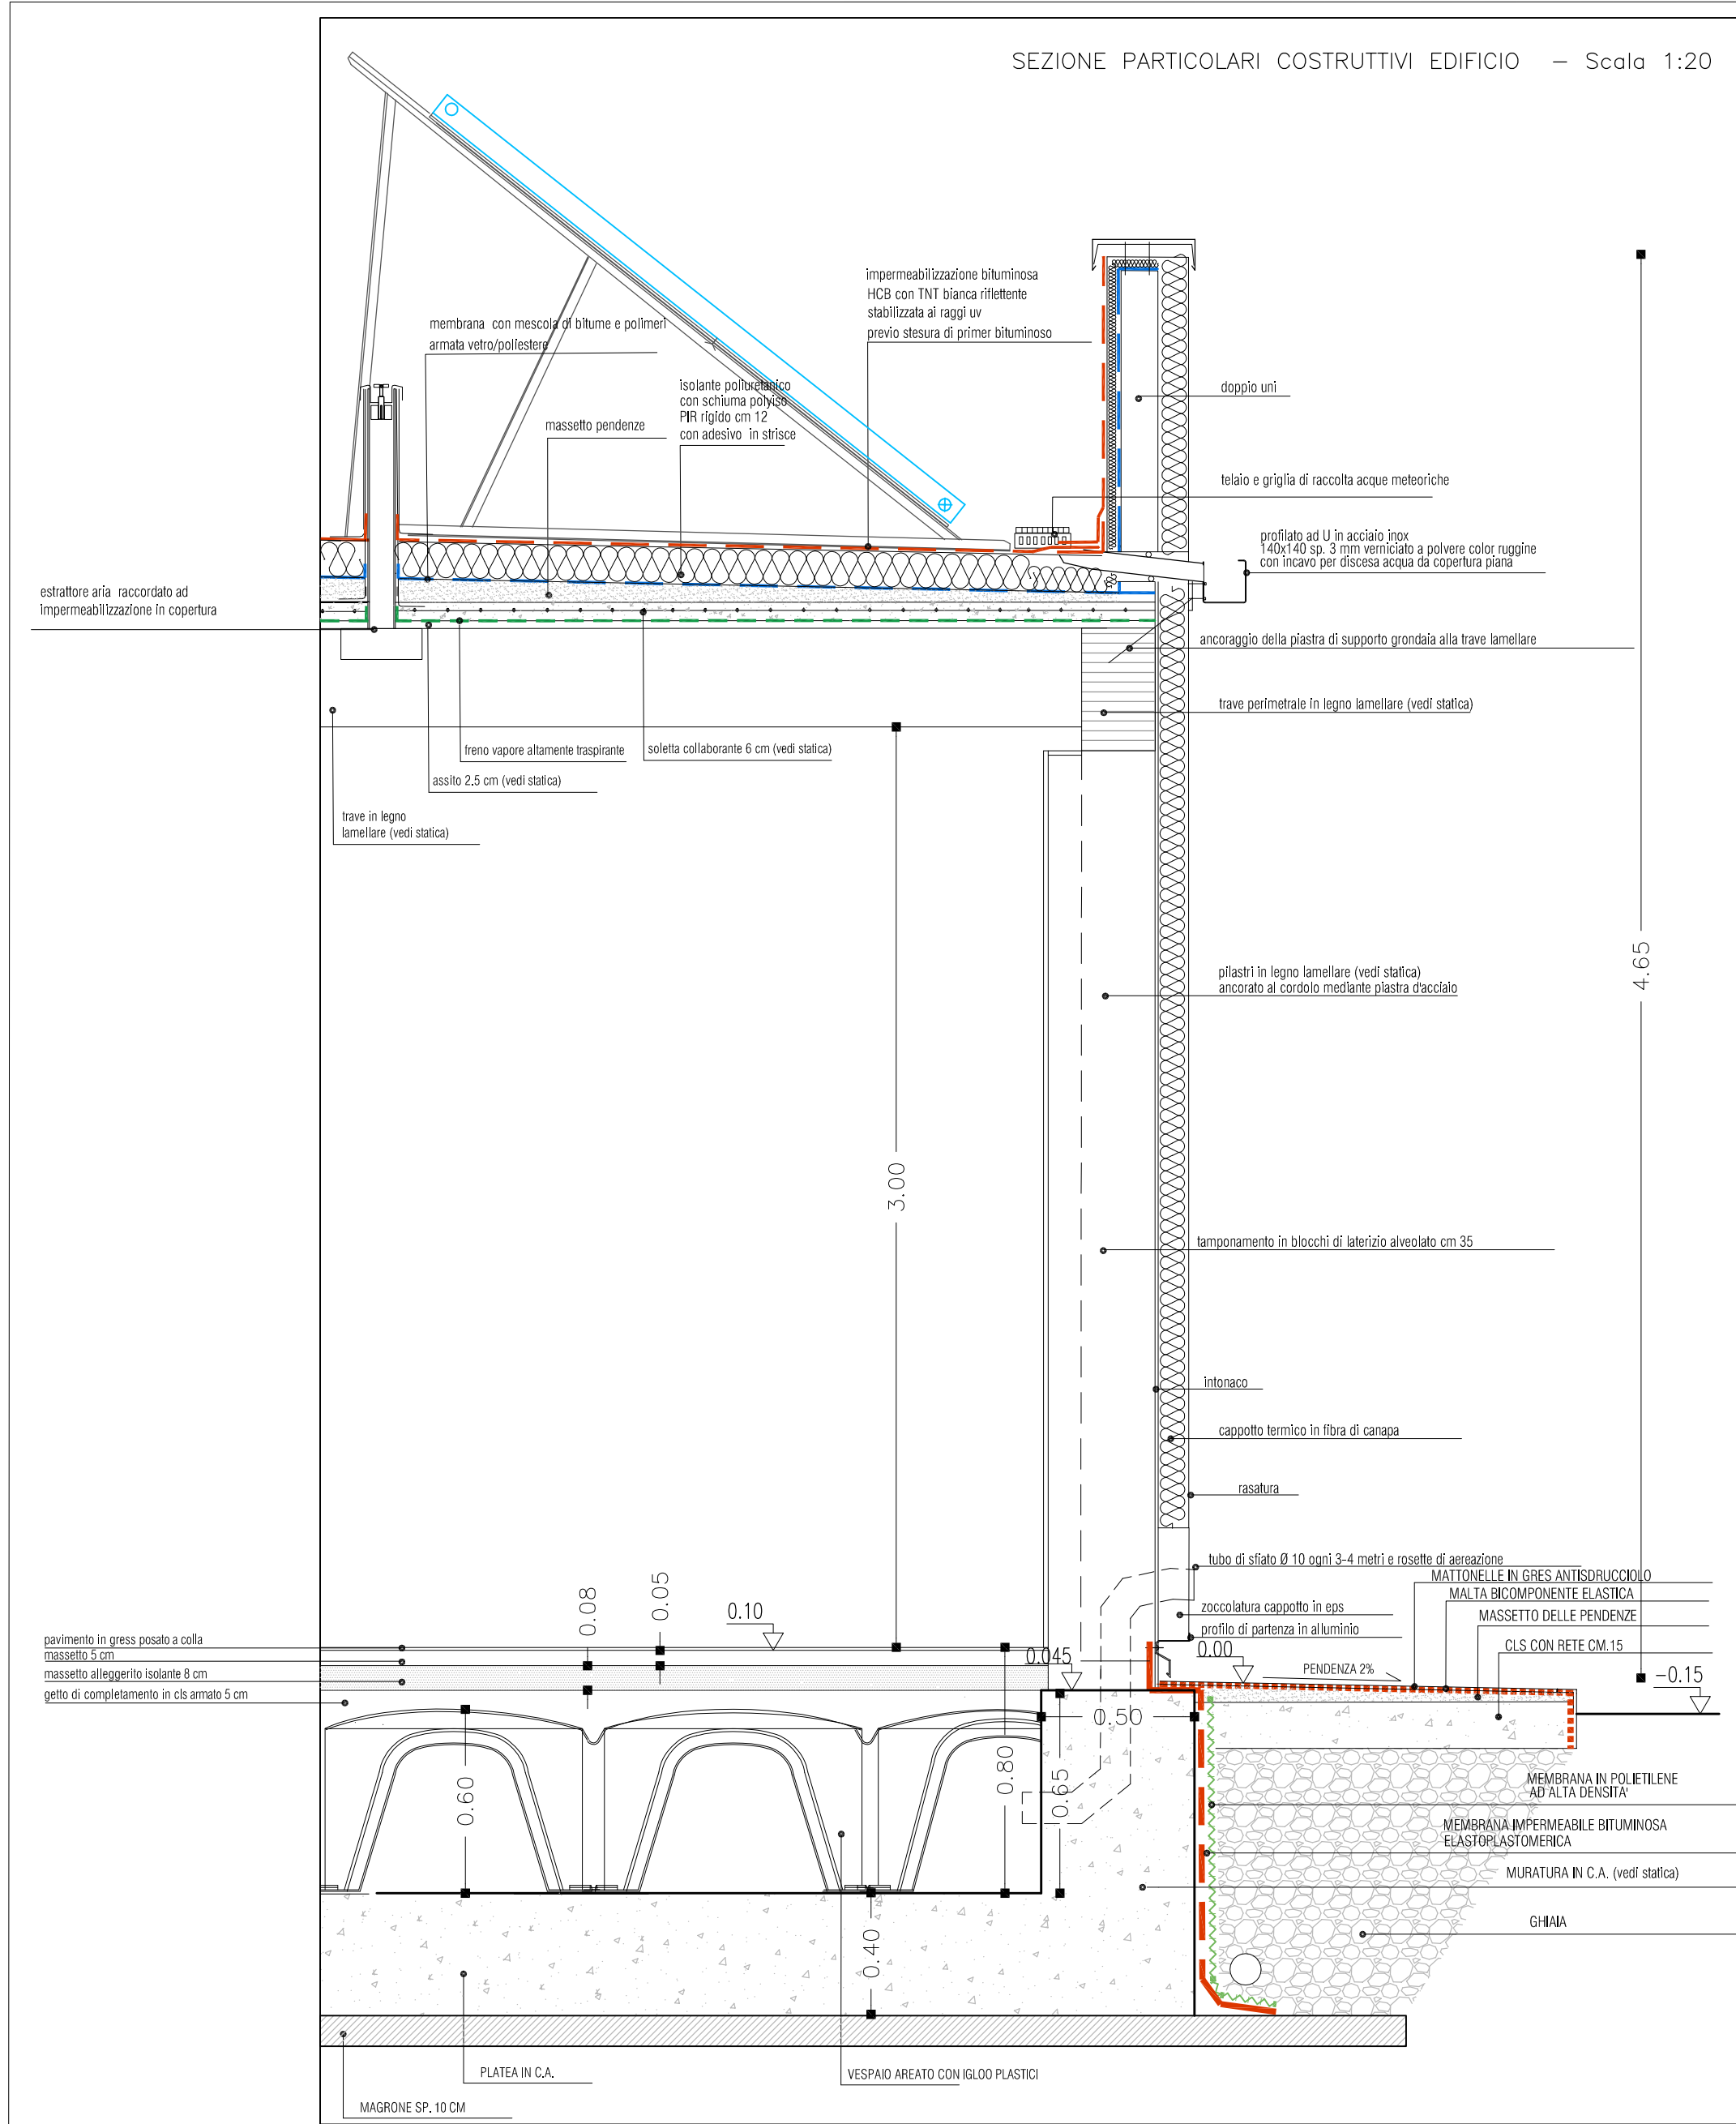 SEZIONE PARTICOLARI COSTRUTTIVI EDIFICIO – Scala 1:20
impermeabilizzazione bituminosa
HCB con TNT bianca riflettente
stabilizzata ai raggi uv
previo stesura di primer bituminoso
membrana con mescola di bitume e polimeri
armata vetro/poliestere
isolante poliuretanico
con schiuma polyiso
PIR rigido cm 12
con adesivo in strisce
massetto pendenze
doppio uni
telaio e griglia di raccolta acque meteoriche
profilato ad U in acciaio inox
140x140 sp. 3 mm verniciato a polvere color ruggine
con incavo per discesa acqua da copertura piana
estrattore aria raccordato ad
impermeabilizzazione in copertura
ancoraggio della piastra di supporto grondaia alla trave lamellare
trave perimetrale in legno lamellare (vedi statica)
freno vapore altamente traspirante
soletta collaborante 6 cm (vedi statica)
assito 2.5 cm (vedi statica)
trave in legno
lamellare (vedi statica)
4.65
pilastri in legno lamellare (vedi statica)
ancorato al cordolo mediante piastra d'acciaio
3.00
tamponamento in blocchi di laterizio alveolato cm 35
intonaco
cappotto termico in fibra di canapa
rasatura
tubo di sfiato Ø 10 ogni 3-4 metri e rosette di aereazione
MATTONELLE IN GRES ANTISDRUCCIOLO
MALTA BICOMPONENTE ELASTICA
zoccolatura cappotto in eps
MASSETTO DELLE PENDENZE
profilo di partenza in alluminio
CLS CON RETE CM.15
0.08
0.05
0.10
0.045
0.00
PENDENZA 2%
-0.15
pavimento in gress posato a colla
massetto 5 cm
massetto alleggerito isolante 8 cm
getto di completamento in cls armato 5 cm
0.50
0.60
0.80
0.65
MEMBRANA IN POLIETILENE
AD ALTA DENSITA'
MEMBRANA IMPERMEABILE BITUMINOSA
ELASTOPLASTOMERICA
MURATURA IN C.A. (vedi statica)
GHIAIA
0.40
PLATEA IN C.A.
VESPAIO AREATO CON IGLOO PLASTICI
MAGRONE SP. 10 CM